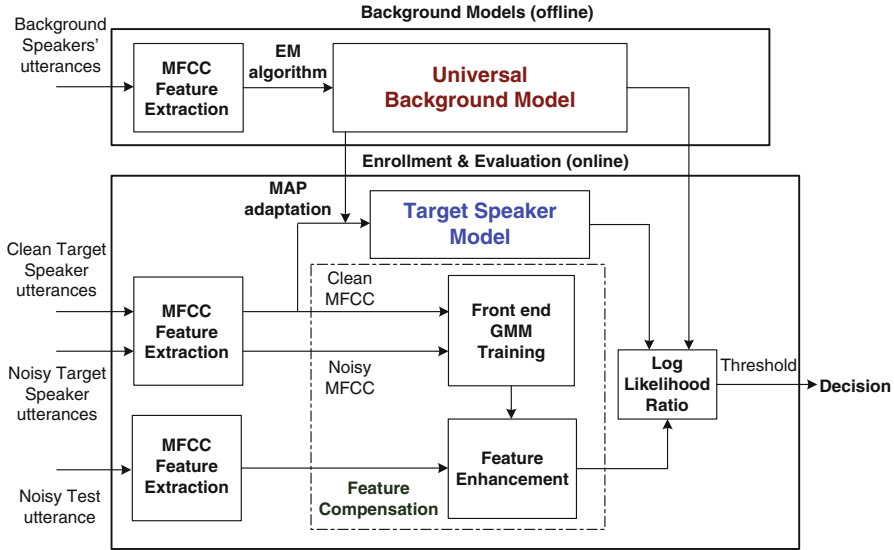 Background Models (offline)
Background
Speakers'
utterances
MFCC
Feature
Extraction
EM
algorithm
Universal
Background Model
Enrollment & Evaluation (online)
MAP
adaptation
Target Speaker
Model
Clean Target
Speaker
utterances
MFCC
Feature
Extraction
Clean
MFCC
Front end
GMM
Training
Noisy Target
Speaker
utterances
Noisy
MFCC
Log
Likelihood
Ratio
Threshold
Decision
MFCC
Feature
Extraction
Feature
Compensation
Feature
Enhancement
Noisy Test
utterance